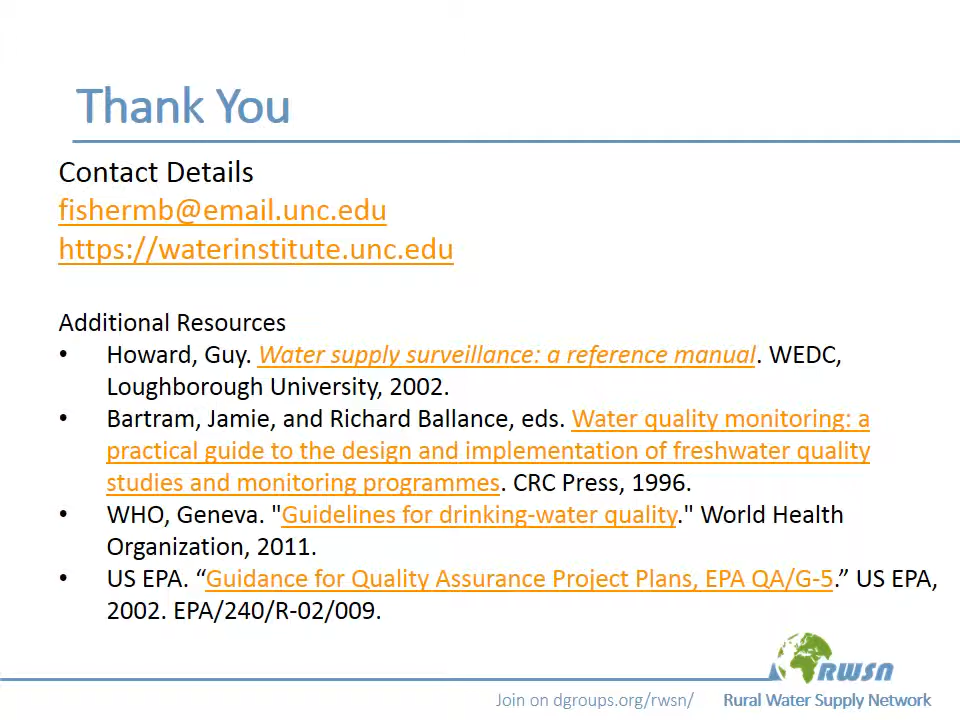 Thank You
Contact Details
fishermb@email.unc.edu
https://waterinstitute.unc.edu
Additional Resources
• Howard, Guy. Water supply surveillance: a reference manual. WEDC,
Loughborough University, 2002.
• Bartram, Jamie, and Richard Ballance, eds. Water quality monitoring: a
practical guide to the design and implementation of freshwater quality
studies and monitoring programmes. CRC Press, 1996.
• WHO, Geneva. "Guidelines for drinking-water quality." World Health
Organization, 2011.
• US EPA. “Guidance for Quality Assurance Project Plans, EPA QA/G-5.” US EPA,
2002. EPA/240/R-02/009.
RWSN
Join on dgroups.org/rwsn/ Rural Water Supply Network